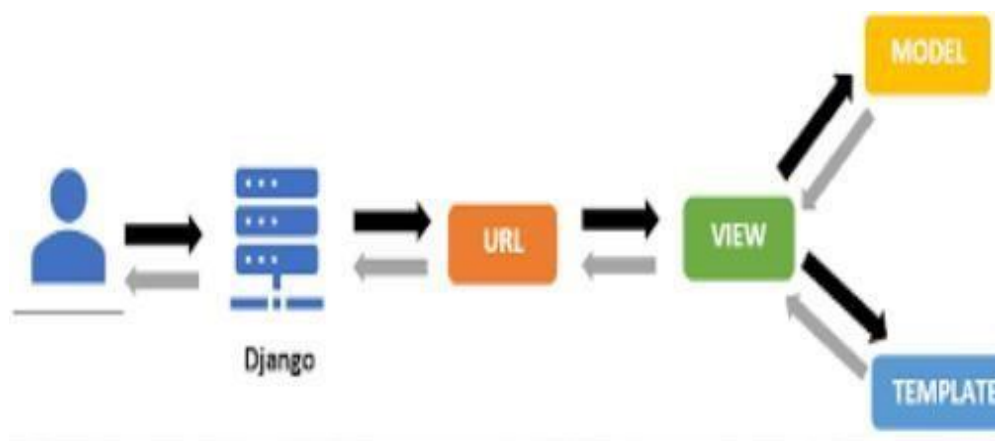 MODEL
URL
VIEW
Django
TEMPLATE